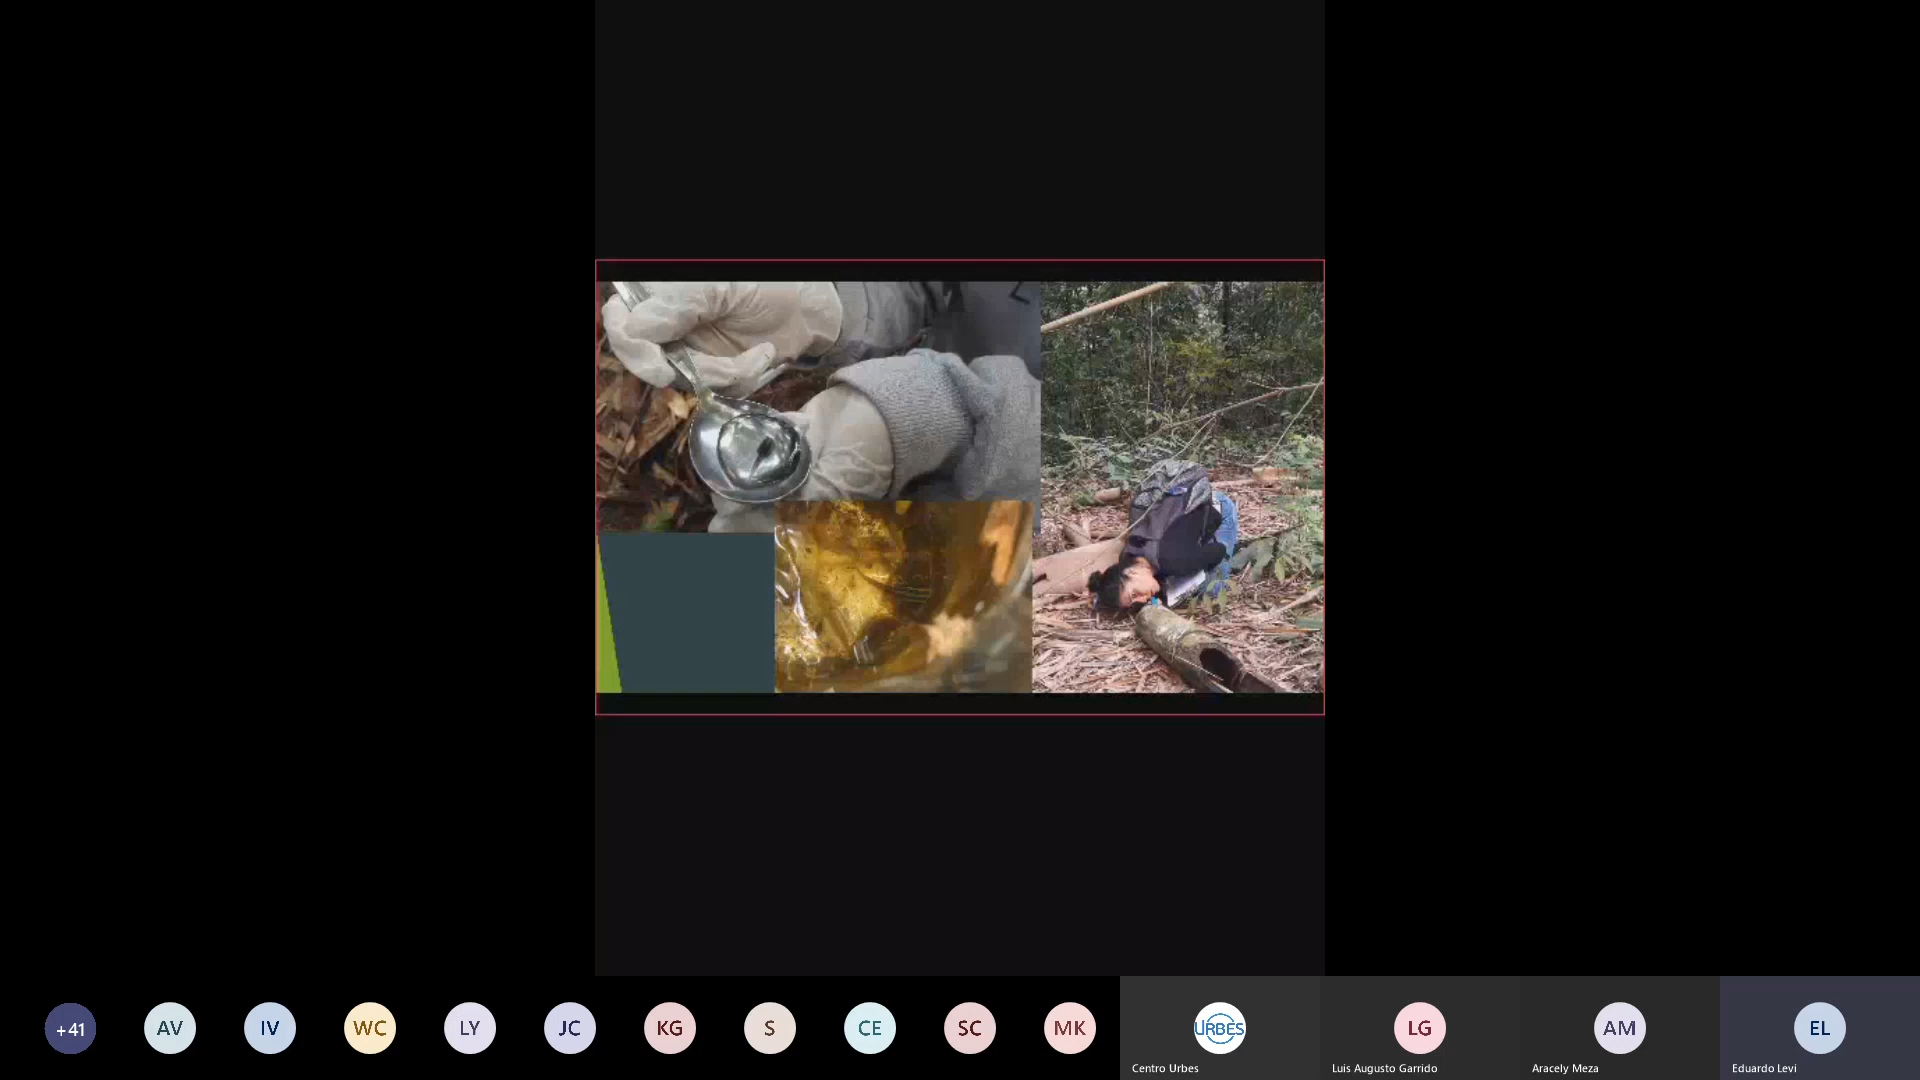 +41
AV
IV
WC
LY
JC
KG
S
CE
SC
MK
URBES
LG
AM
EL
Centro Urbes
Luis Augusto Garrido
Aracely Meza
Eduardo Levi